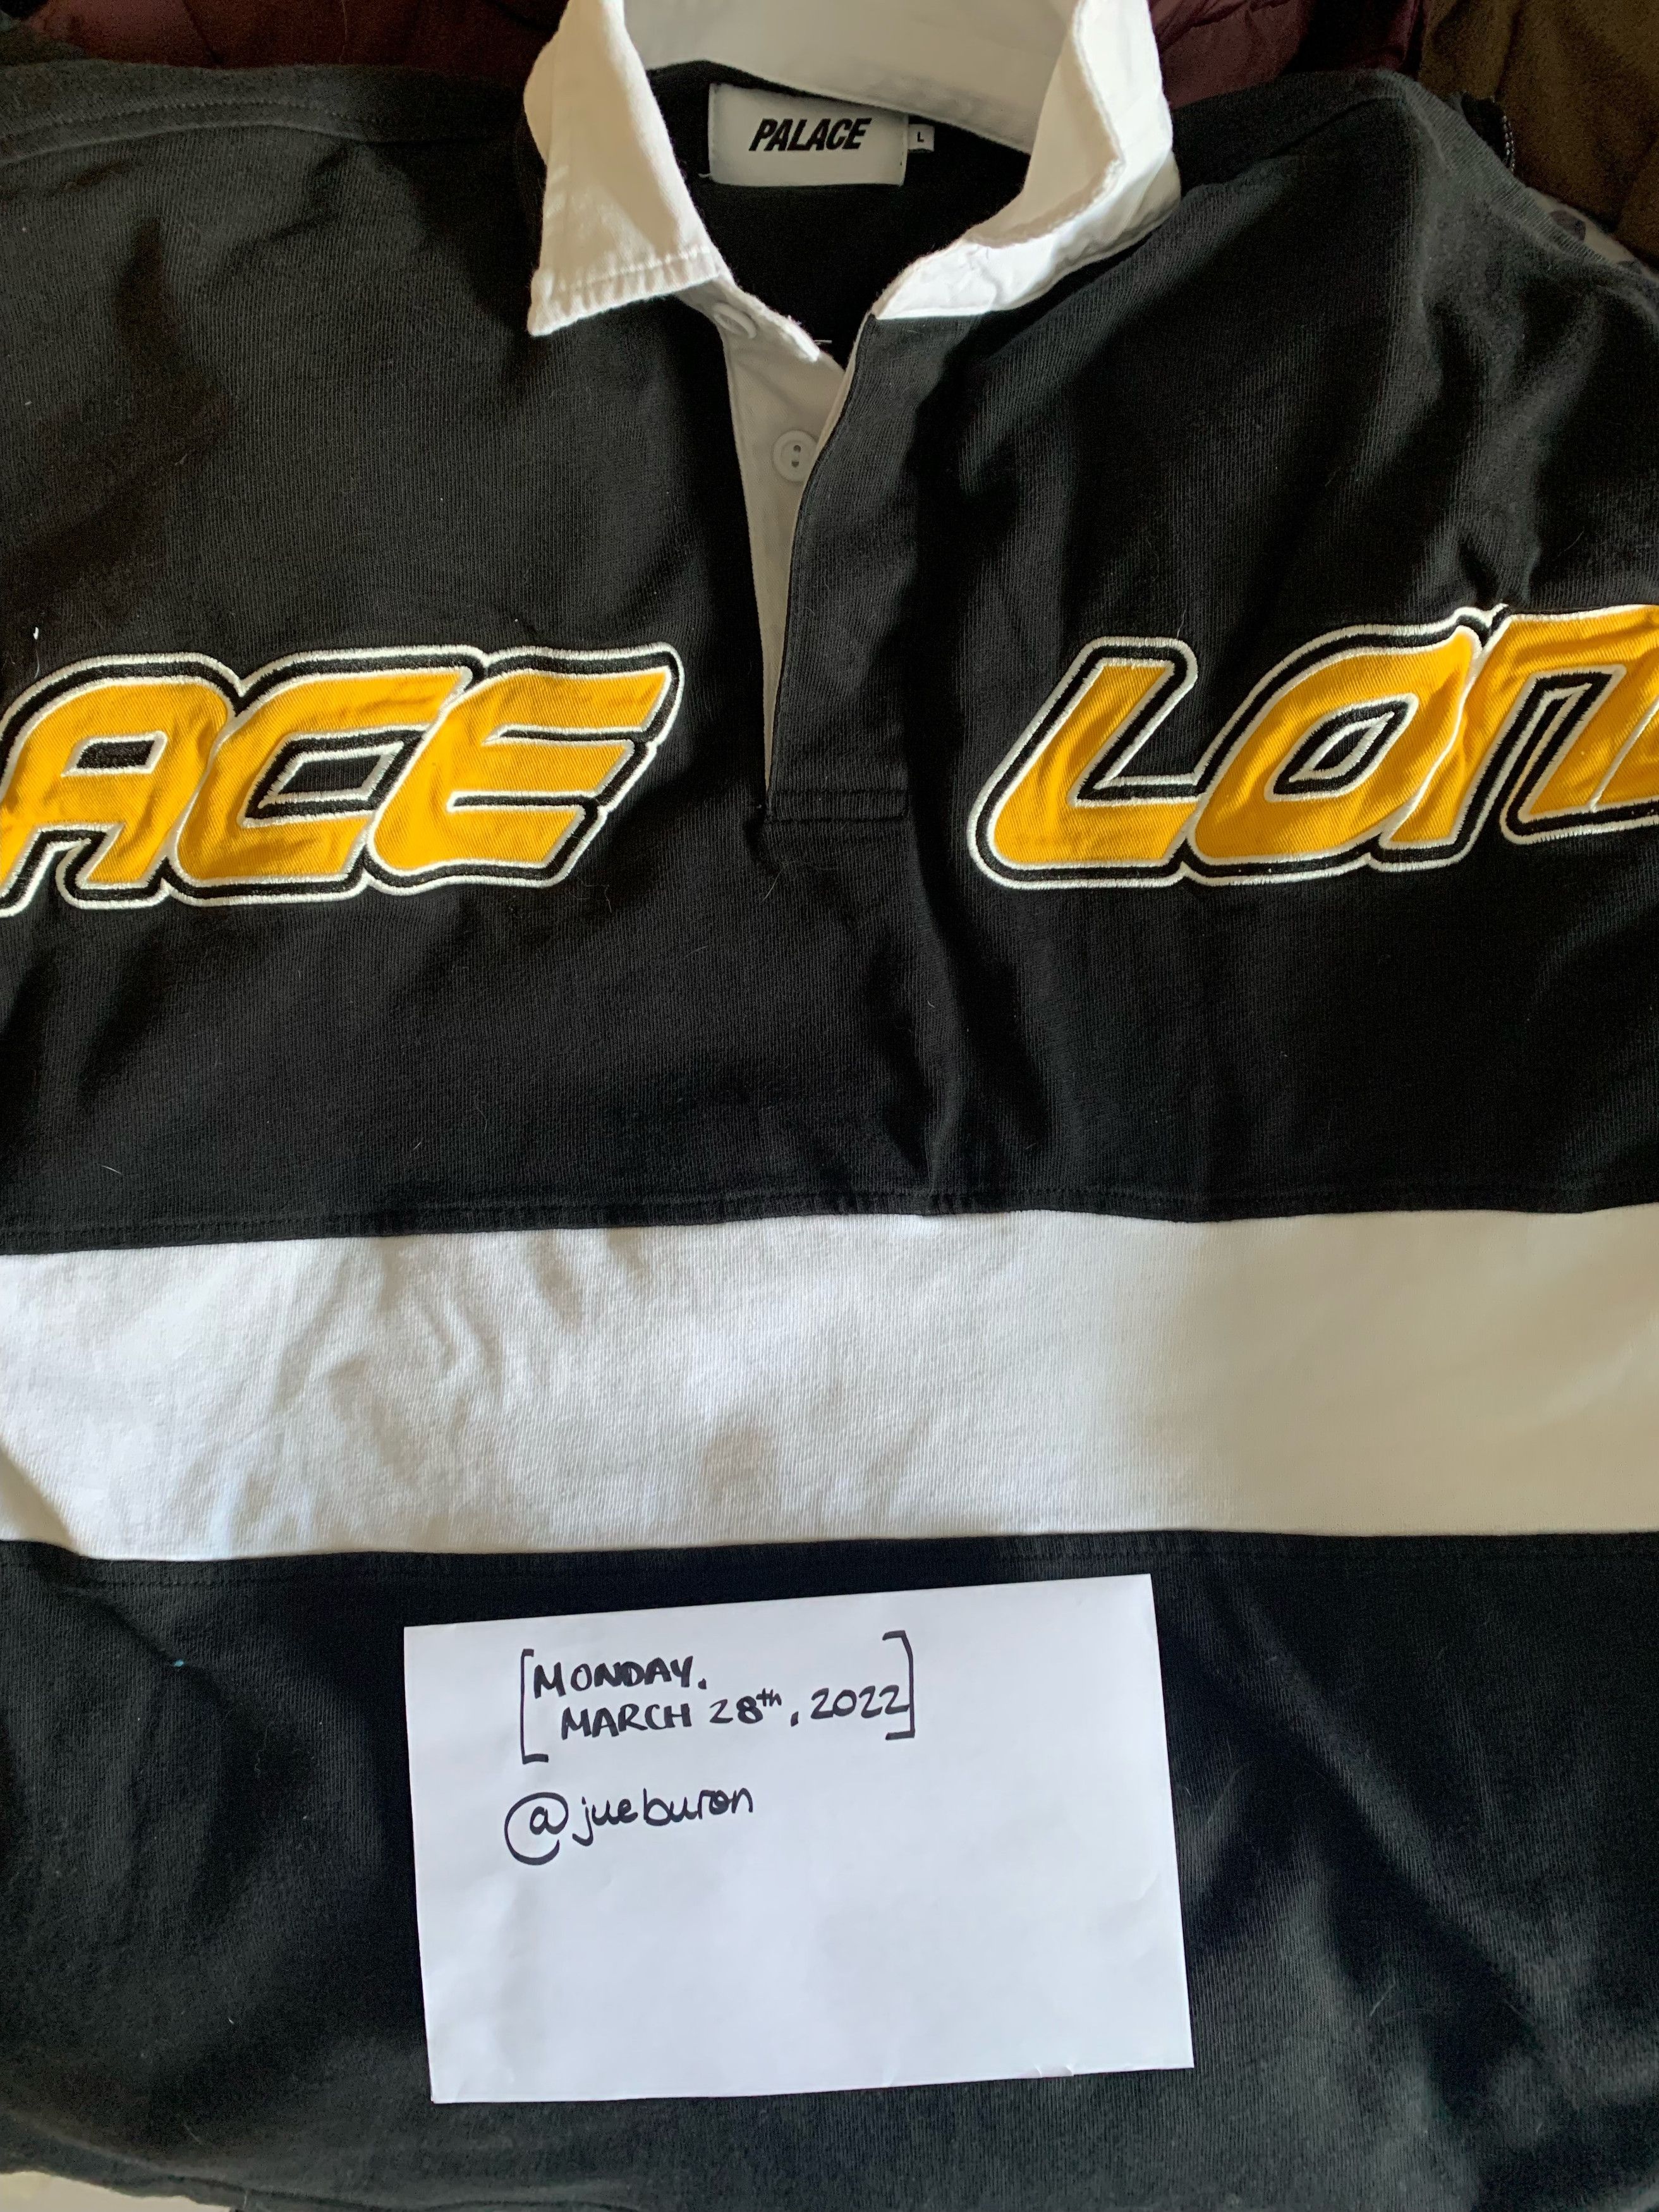 PALACE
L
ACE LON
[MONDAY.
MARCH 28th, 2022]
@jueburon